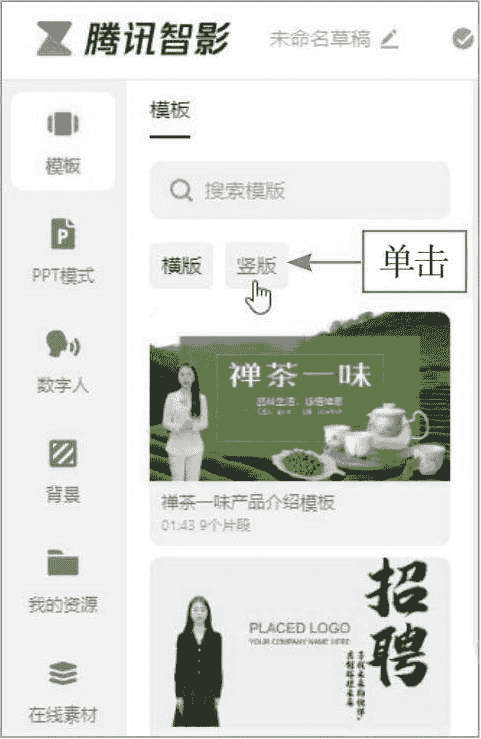 腾讯智影
未命名草稿
模板
模板
搜索模版
横版
竖版
单击
PPT模式
数字人
背景
我的资源
在线素材
禅茶一味
禅茶一味产品介绍模板
01:43 9个片段
招聘
PLACED LOGO
YOUR COMPANY NAME HERE